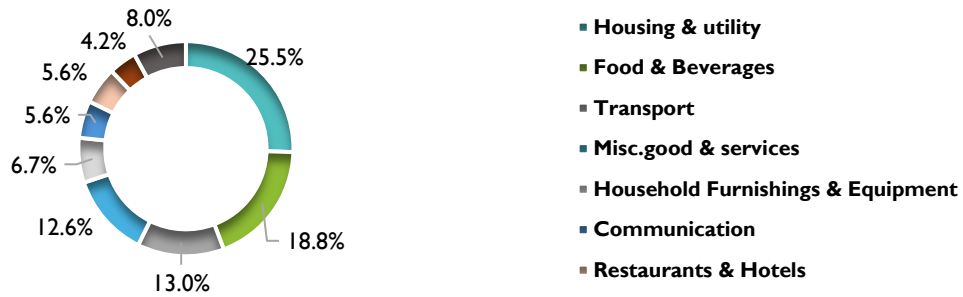 8.0%
4.2%
5.6%
5.6%
6.7%
12.6%
13.0%
18.8%
25.5%
Housing & utility
Food & Beverages
Transport
Misc.good & services
Household Furnishings & Equipment
Communication
Restaurants & Hotels